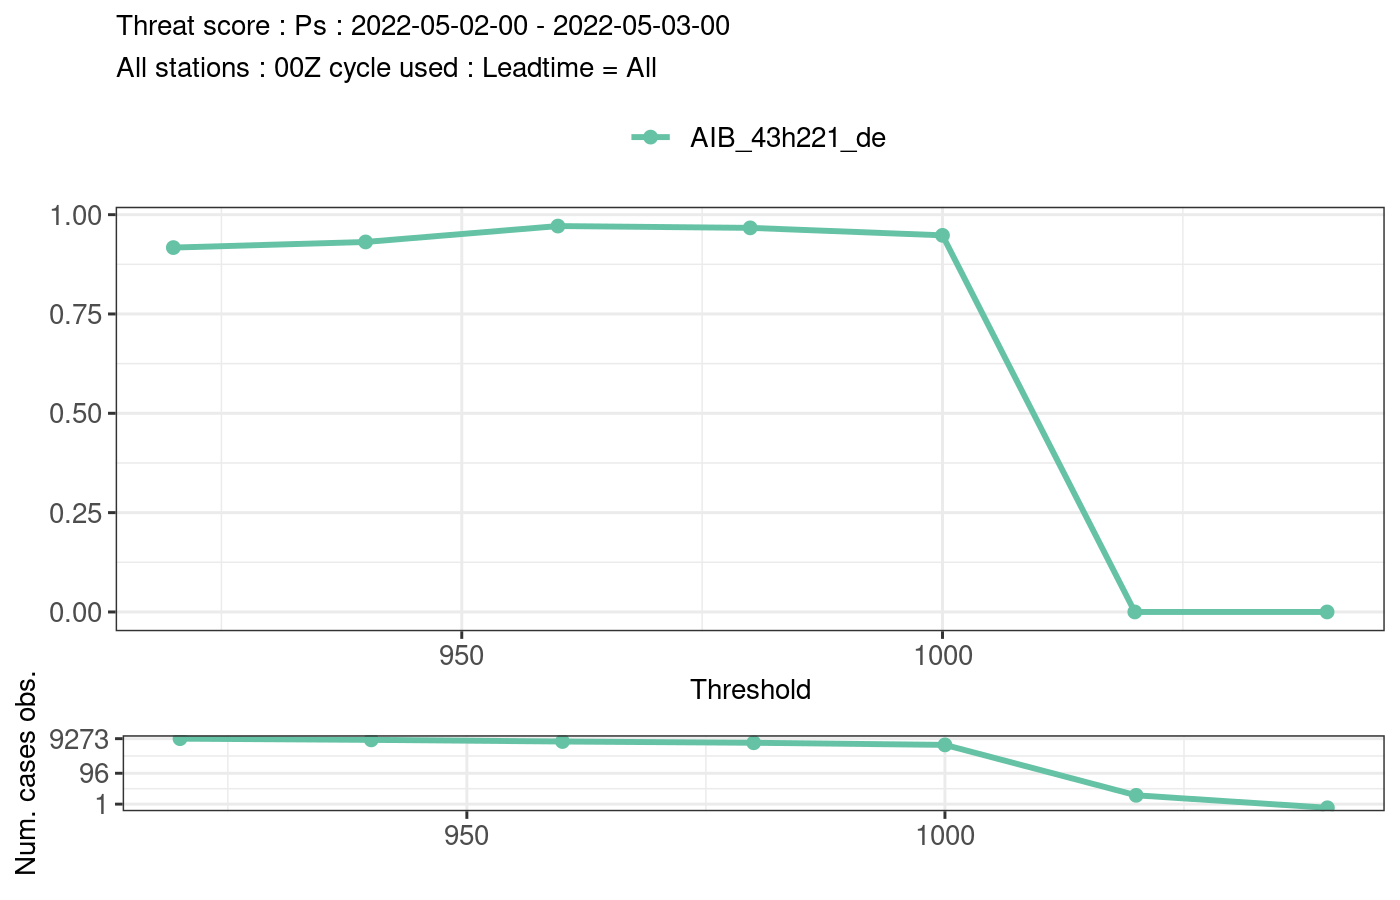 Threat score : Ps : 2022-05-02-00 - 2022-05-03-00
All stations : 00Z cycle used : Leadtime = All
AIB_43h221_de
1.00
0.75
0.50
0.25
0.00
950 1000
Threshold
Num. cases obs.
9273
96
1
950 1000